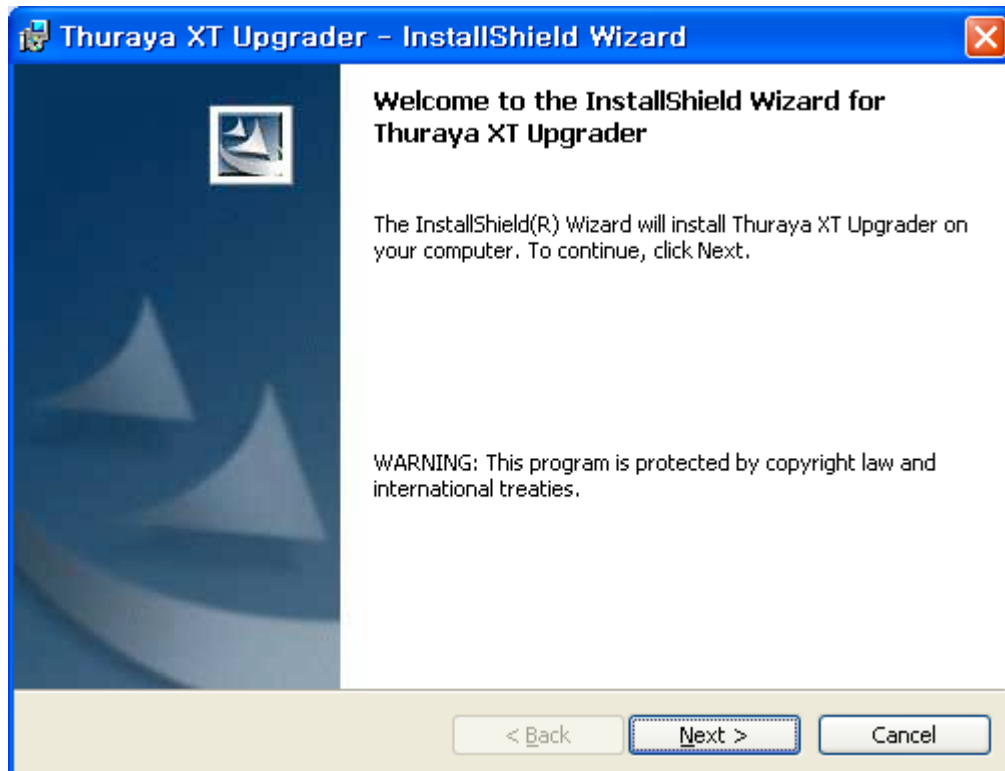 Thuraya XT Upgrader - InstallShield Wizard
Welcome to the InstallShield Wizard for
Thuraya XT Upgrader
The InstallShield(R) Wizard will install Thuraya XT Upgrader on
your computer. To continue, click Next.
WARNING: This program is protected by copyright law and
international treaties.
< Back Next > Cancel